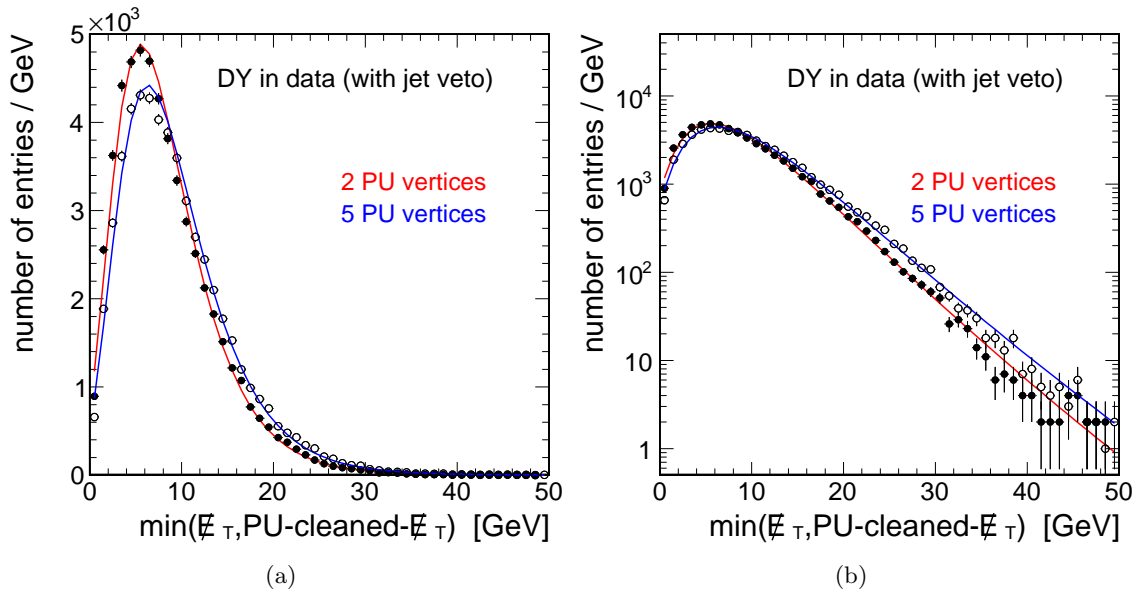 ×10³
5
4
3
2
1
0
0 10 20 30 40 50
number of entries / GeV
DY in data (with jet veto)
2 PU vertices
5 PU vertices
min(E̸ T,PU-cleaned-E̸ T) [GeV]
(a)
10⁴
10³
10²
10
1
0 10 20 30 40 50
number of entries / GeV
DY in data (with jet veto)
2 PU vertices
5 PU vertices
min(E̸ T,PU-cleaned-E̸ T) [GeV]
(b)